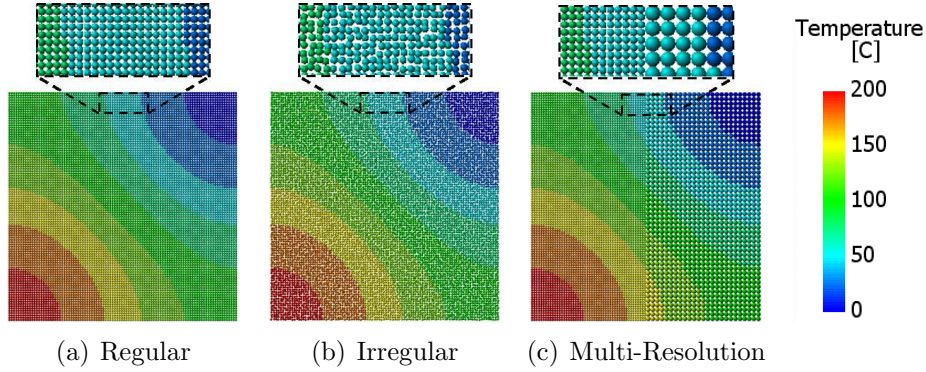 Temperature
[C]
200
150
100
50
0
(a) Regular
(b) Irregular
(c) Multi-Resolution